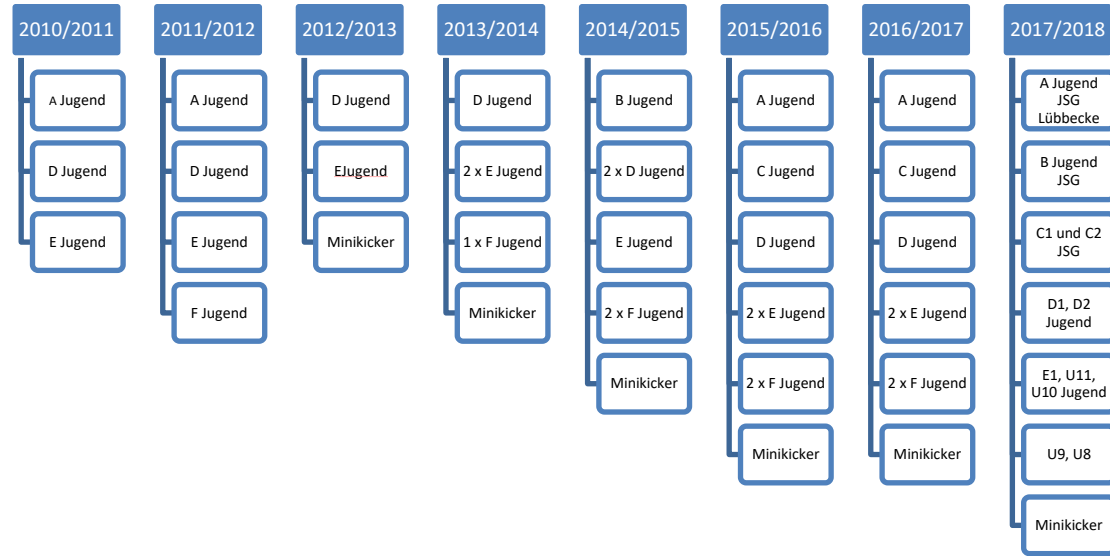 2010/2011
A Jugend
D Jugend
E Jugend
2011/2012
A Jugend
D Jugend
E Jugend
F Jugend
2012/2013
D Jugend
EJugend
Minikicker
2013/2014
D Jugend
2 x E Jugend
1 x F Jugend
Minikicker
2014/2015
B Jugend
2 x D Jugend
E Jugend
2 x F Jugend
Minikicker
2015/2016
A Jugend
C Jugend
D Jugend
2 x E Jugend
2 x F Jugend
Minikicker
2016/2017
A Jugend
C Jugend
D Jugend
2 x E Jugend
2 x F Jugend
Minikicker
2017/2018
A Jugend
JSG
Lübbecke
B Jugend
JSG
C1 und C2
JSG
D1, D2
Jugend
E1, U11,
U10 Jugend
U9, U8
Minikicker